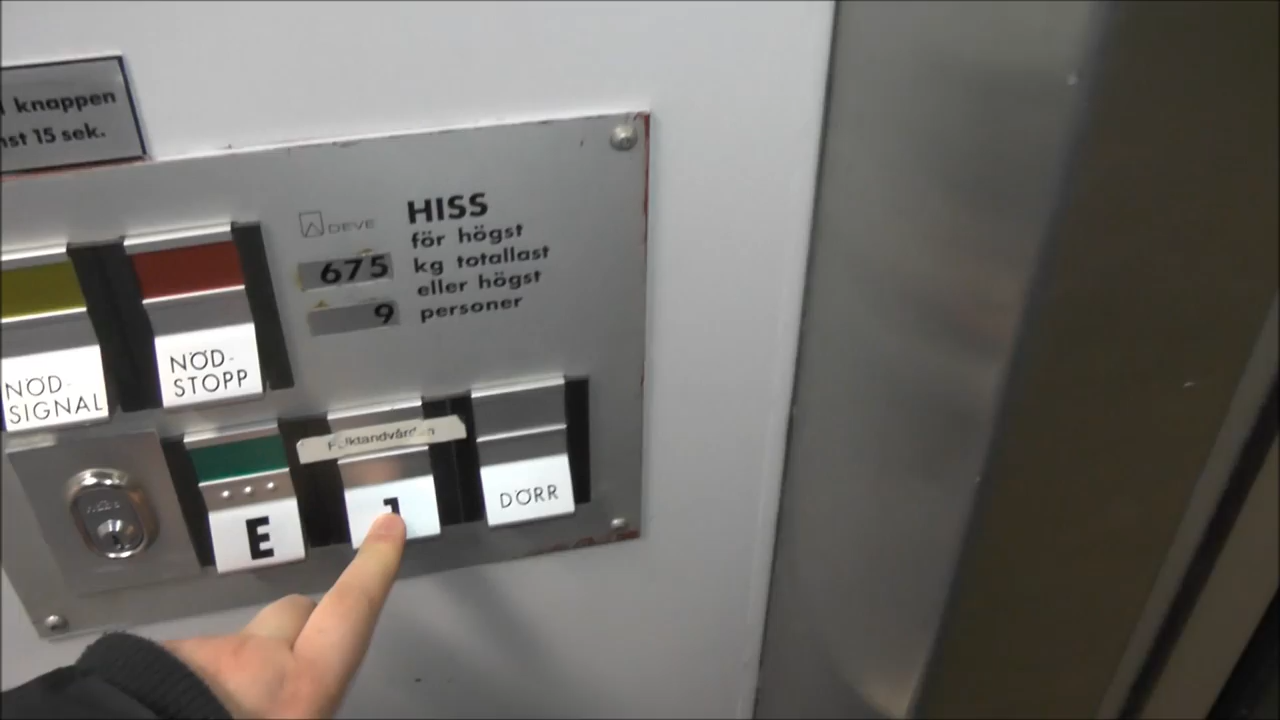 knappen
15 sek.
DEVE
HISS
för högst
675 kg totallast
eller högst
9 personer
NÖD-
SIGNAL
NÖD-
STOPP
Folktandvården
E
1
DÖRR